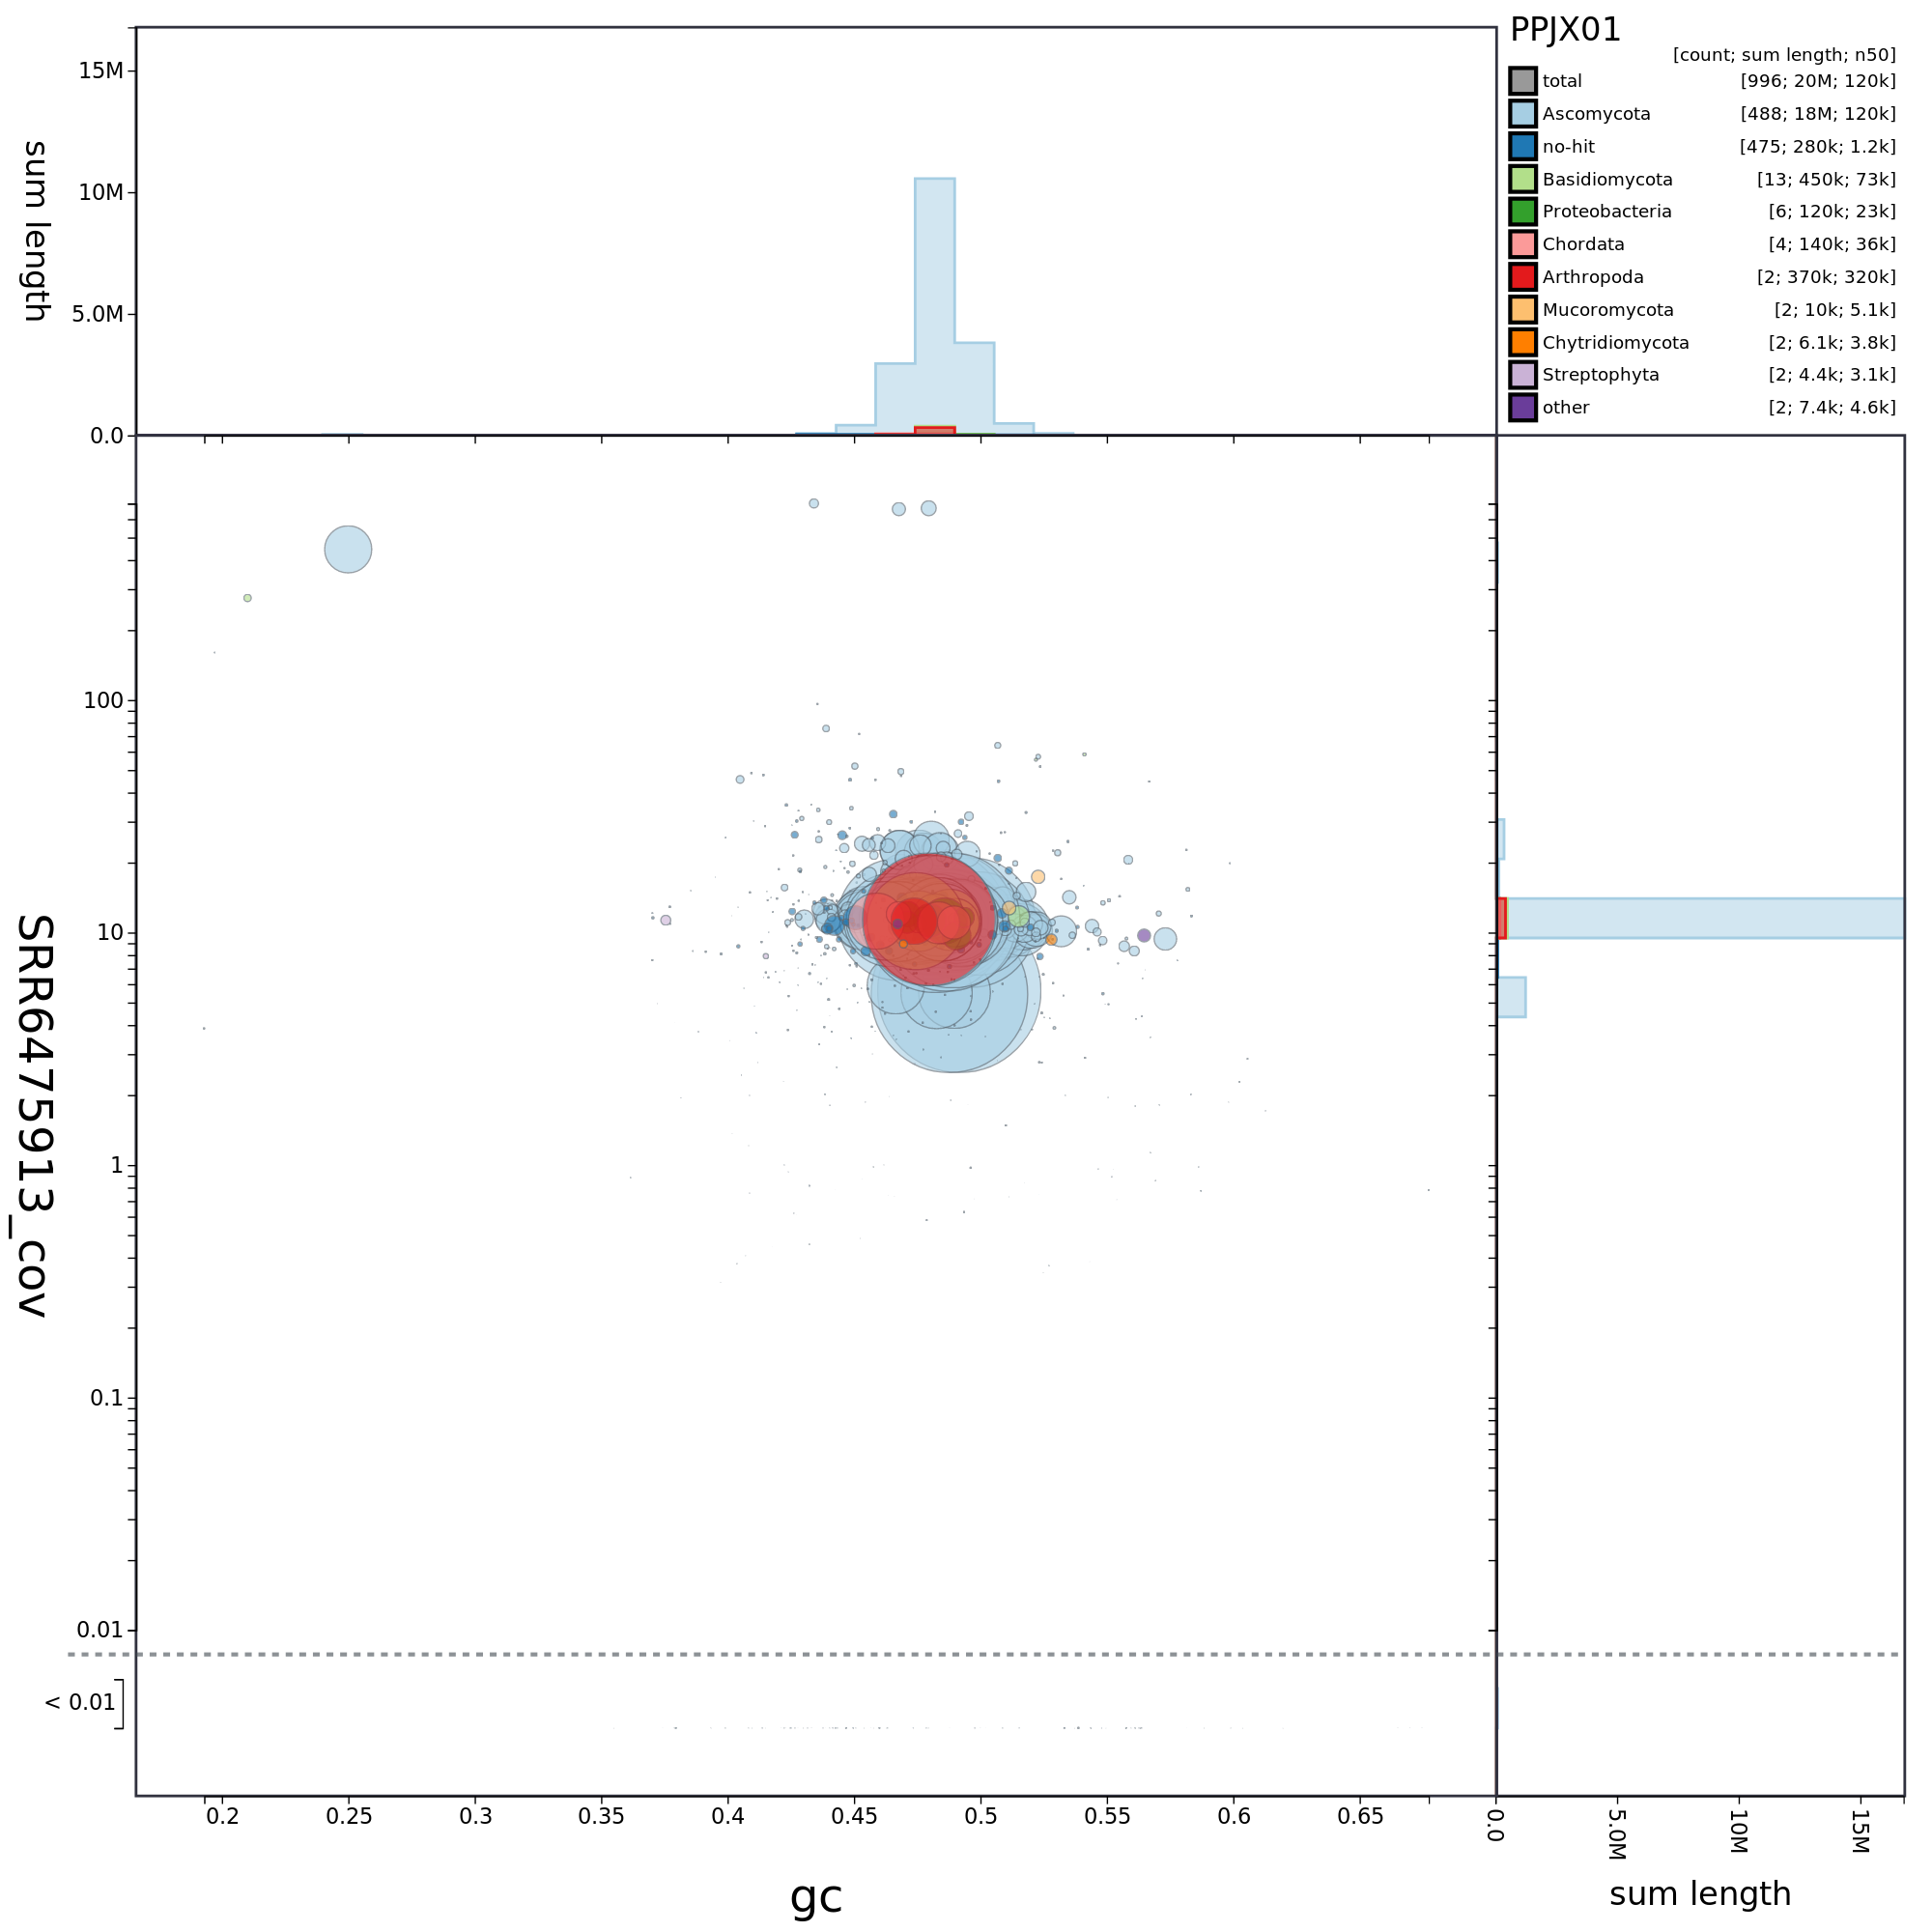 PPJX01
[count; sum length; n50]
total [996; 20M; 120k]
Ascomycota [488; 18M; 120k]
no-hit [475; 280k; 1.2k]
Basidiomycota [13; 450k; 73k]
Proteobacteria [6; 120k; 23k]
Chordata [4; 140k; 36k]
Arthropoda [2; 370k; 320k]
Mucoromycota [2; 10k; 5.1k]
Chytridiomycota [2; 6.1k; 3.8k]
Streptophyta [2; 4.4k; 3.1k]
other [2; 7.4k; 4.6k]
sum length
15M
10M
5.0M
0.0
SRR6475913_cov
100
10
1
0.1
0.01
< 0.01
0.2 0.25 0.3 0.35 0.4 0.45 0.5 0.55 0.6 0.65
gc
0.0 5.0M 10M 15M
sum length